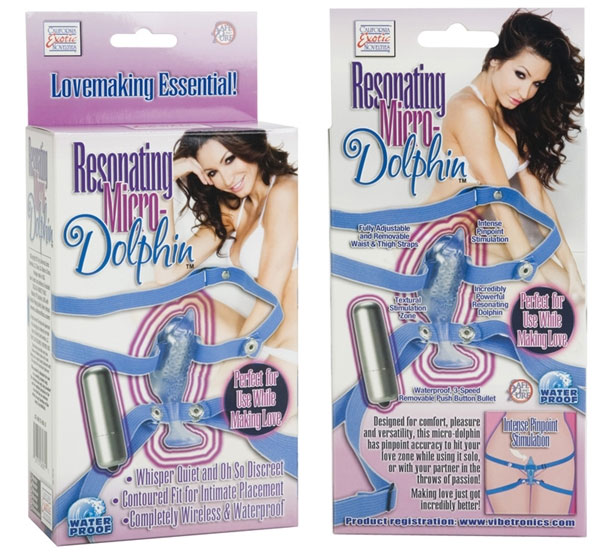 CALIFORNIA
Exotic
NOVELTIES
Lovemaking Essential!
Resonating
Micro-
Dolphin™
Perfect for
Use While
Making Love
• Whisper Quiet and Oh So Discreet
• Contoured Fit for Intimate Placement
• Completely Wireless & Waterproof
WATER
PROOF
CALIFORNIA
Exotic
NOVELTIES
Resonating
Micro-
Dolphin™
Fully Adjustable
and Removable
Waist & Thigh Straps
Intense
Pinpoint
Stimulation
Textural
Stimulation
Zone
Incredibly
Powerful
Resonating
Dolphin
Perfect for
Use While
Making Love
Waterproof 3-Speed
Removable Push Button Bullet
WATER
PROOF
Designed for comfort, pleasure
and versatility, this micro-dolphin
has pinpoint accuracy to hit your
love zone while using it solo,
or with your partner in the
throes of passion!
Making love just got
incredibly better!
Intense Pinpoint
Stimulation
Product registration: www.vibetronics.com